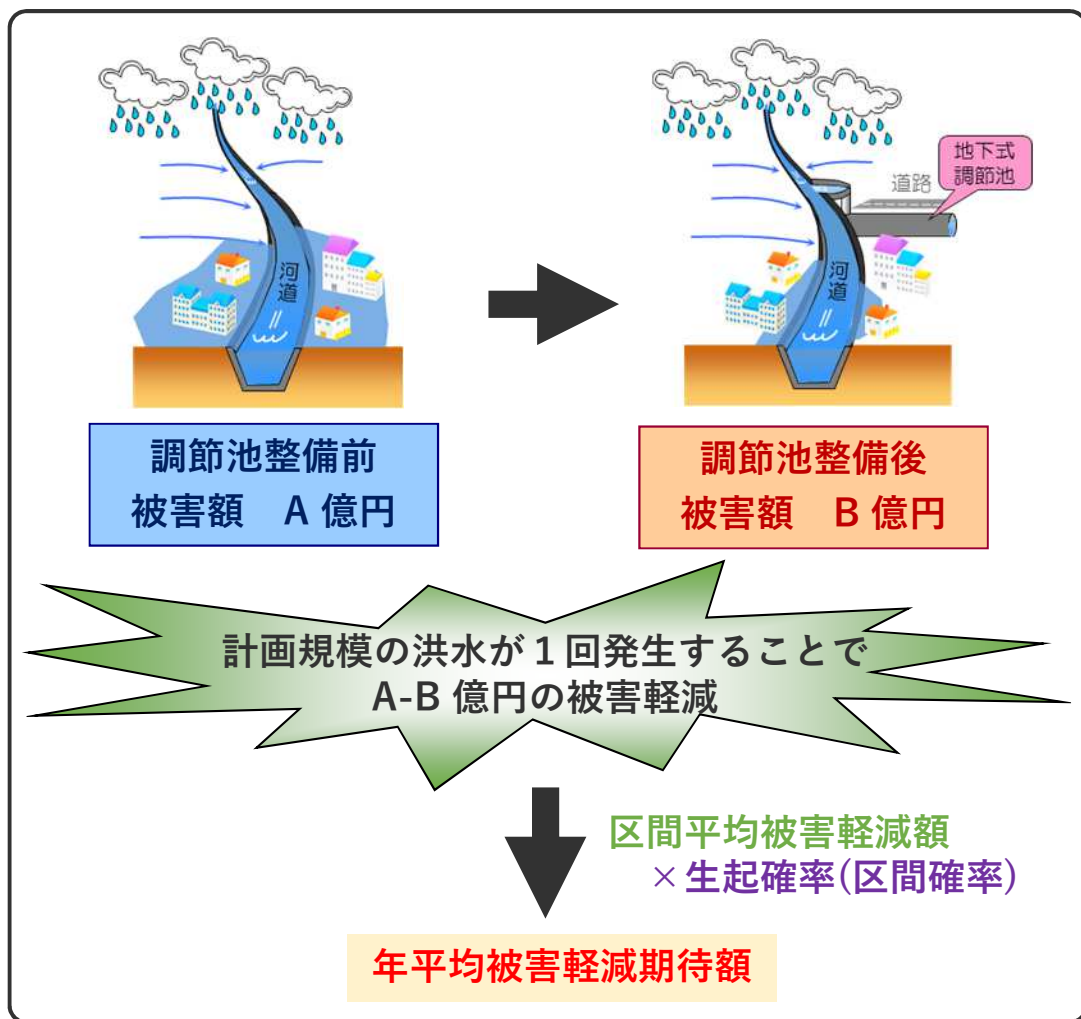 地下式
調節池
道路
河道
河道
調節池整備前
被害額　A 億円
調節池整備後
被害額　B 億円
計画規模の洪水が１回発生することで
A-B 億円の被害軽減
区間平均被害軽減額
×生起確率(区間確率)
年平均被害軽減期待額